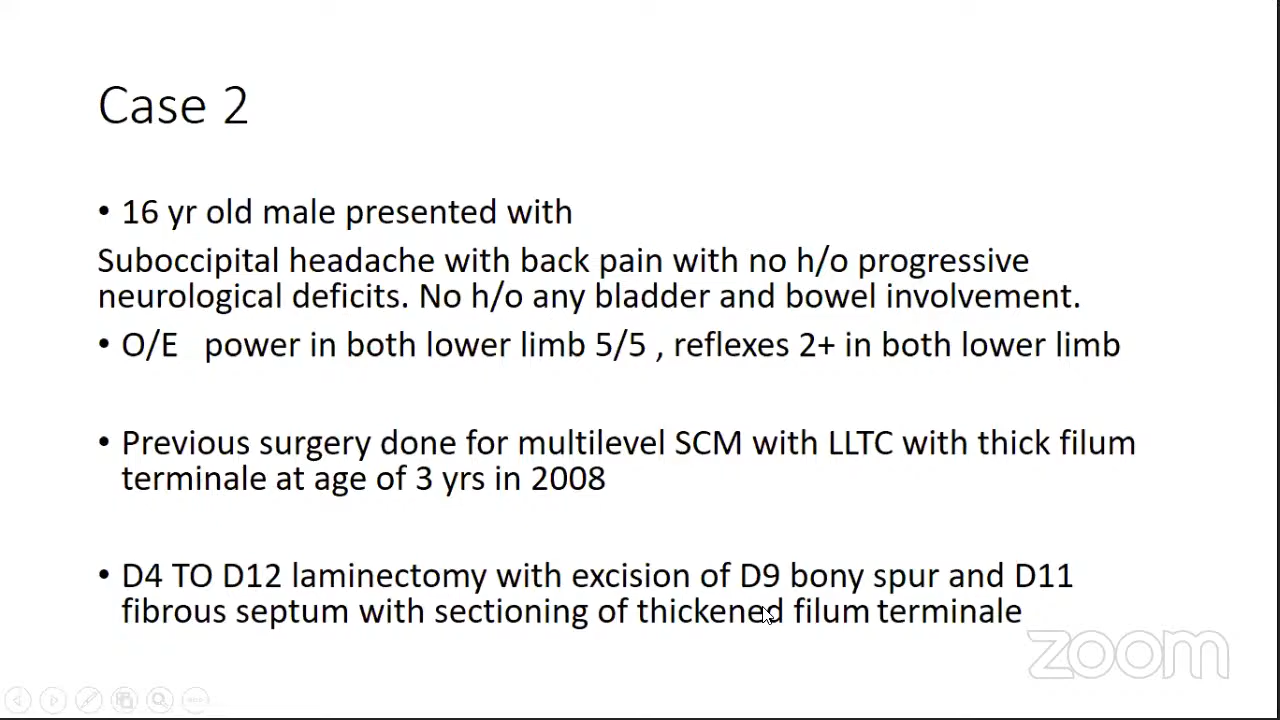 Case 2
• 16 yr old male presented with
Suboccipital headache with back pain with no h/o progressive
neurological deficits. No h/o any bladder and bowel involvement.
• O/E power in both lower limb 5/5 , reflexes 2+ in both lower limb
• Previous surgery done for multilevel SCM with LLTC with thick filum
terminale at age of 3 yrs in 2008
• D4 TO D12 laminectomy with excision of D9 bony spur and D11
fibrous septum with sectioning of thickened filum terminale
zoom